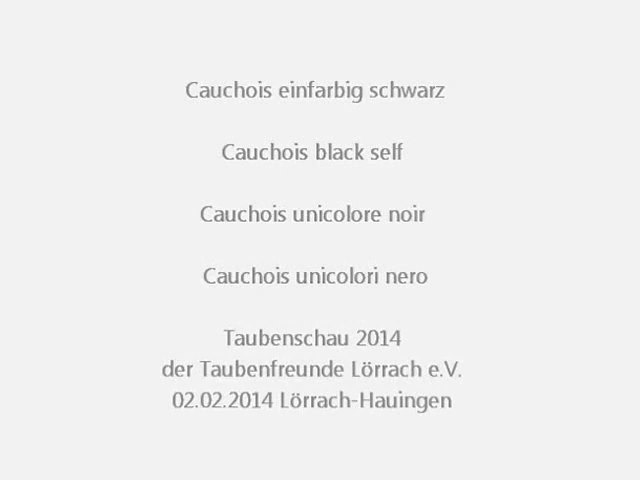 Cauchois einfarbig schwarz
Cauchois black self
Cauchois unicolore noir
Cauchois unicolori nero
Taubenschau 2014
der Taubenfreunde Lörrach e.V.
02.02.2014 Lörrach-Hauingen